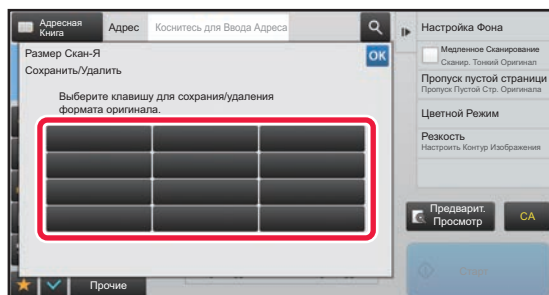 Адресная
Книга
Адрес
Коснитесь для Ввода Адреса
Размер Скан-Я
OK
Сохранить/Удалить
Выберите клавишу для сохрания/удаления
формата оригинала.
Прочие
Настройка Фона
Медленное Сканирование
Сканир. Тонкий Оригинал
Пропуск пустой страници
Пропуск Пустой Стр. Оригинала
Цветной Режим
Резкость
Настроить Контур Изображения
Предварит.
Просмотр
CA